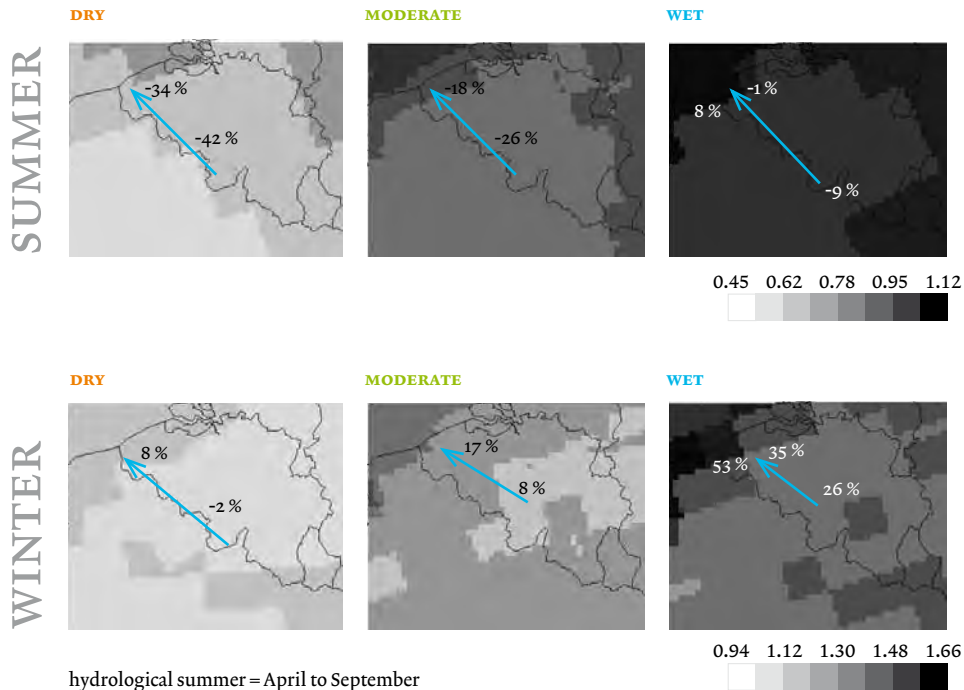 DRY MODERATE WET
SUMMER
-34 % -18 % -1 %
8 %
-42 % -26 %
-9 %
0.45 0.62 0.78 0.95 1.12
DRY MODERATE WET
WINTER
8 % 17 % 35 %
53 %
-2 % 8 % 26 %
0.94 1.12 1.30 1.48 1.66
hydrological summer = April to September